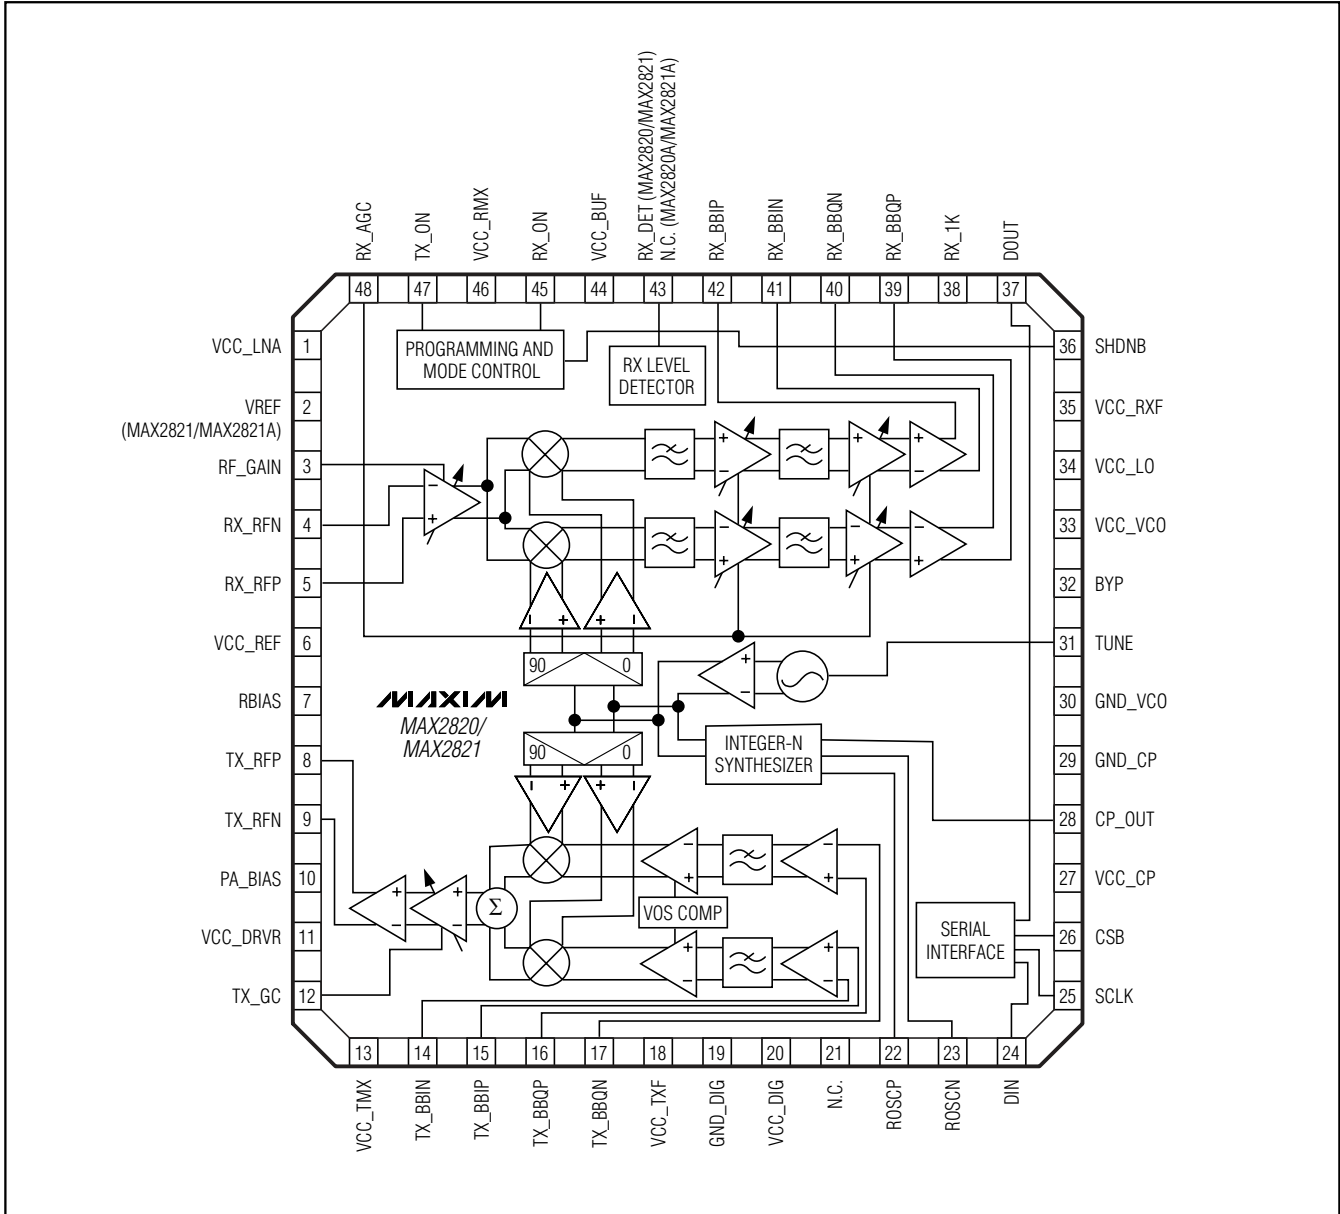 RX_AGC
TX_ON
VCC_RMX
RX_ON
VCC_BUF
RX_DET (MAX2820/MAX2821)
N.C. (MAX2820A/MAX2821A)
RX_BBIP
RX_BBIN
RX_BBQN
RX_BBQP
RX_1K
DOUT
48 47 46 45 44 43 42 41 40 39 38 37
VCC_LNA 1
VREF 2
(MAX2821/MAX2821A)
RF_GAIN 3
RX_RFN 4
RX_RFP 5
VCC_REF 6
RBIAS 7
TX_RFP 8
TX_RFN 9
PA_BIAS 10
VCC_DRVR 11
TX_GC 12
PROGRAMMING AND
MODE CONTROL
RX LEVEL
DETECTOR
− +
+ −
+ −
− +
− +
− +
− +
− + + −
90 0
+ −
MAXIM
MAX2820/
MAX2821
90 0
− + + −
INTEGER-N
SYNTHESIZER
− +
− +
+ −
+ −
Σ
VOS COMP
+ −
+ −
SERIAL
INTERFACE
36 SHDNB
35 VCC_RXF
34 VCC_LO
33 VCC_VCO
32 BYP
31 TUNE
30 GND_VCO
29 GND_CP
28 CP_OUT
27 VCC_CP
26 CSB
25 SCLK
13 14 15 16 17 18 19 20 21 22 23 24
VCC_TMX
TX_BBIN
TX_BBIP
TX_BBQP
TX_BBQN
VCC_TXF
GND_DIG
VCC_DIG
N.C.
ROSCP
ROSCN
DIN